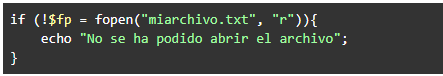 if (!$fp = fopen("miarchivo.txt", "r")){
    echo "No se ha podido abrir el archivo";
}